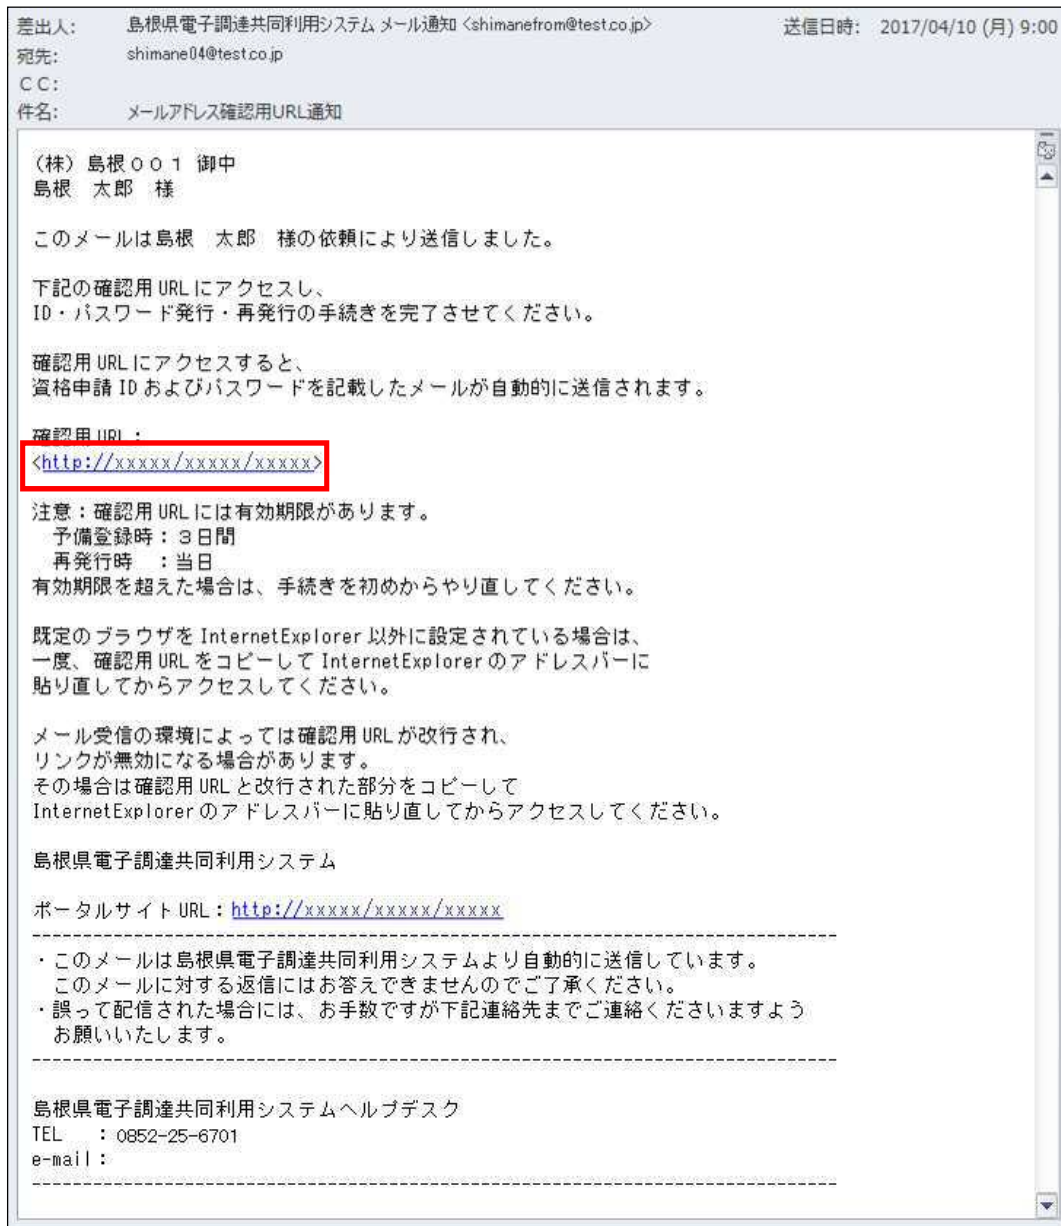 差出人: 島根県電子調達共同利用システム メール通知 <shimanefrom@test.co.jp> 送信日時: 2017/04/10 (月) 9:00
宛先: shimane04@test.co.jp
CC:
件名: メールアドレス確認用URL通知
（株）島根００１ 御中
島根　太郎　様
このメールは島根　太郎　様の依頼により送信しました。
下記の確認用URLにアクセスし、
ID・パスワード発行・再発行の手続きを完了させてください。
確認用URLにアクセスすると、
資格申請IDおよびパスワードを記載したメールが自動的に送信されます。
確認用URL：
<http://xxxxx/xxxxx/xxxxx>
注意：確認用URLには有効期限があります。
　予備登録時：３日間
　再発行時　：当日
有効期限を超えた場合は、手続きを初めからやり直してください。
既定のブラウザをInternetExplorer以外に設定されている場合は、
一度、確認用URLをコピーしてInternetExplorerのアドレスバーに
貼り直してからアクセスしてください。
メール受信の環境によっては確認用URLが改行され、
リンクが無効になる場合があります。
その場合は確認用URLと改行された部分をコピーして
InternetExplorerのアドレスバーに貼り直してからアクセスしてください。
島根県電子調達共同利用システム
ポータルサイトURL：http://xxxxx/xxxxx/xxxxx
--------------------------------------------------------------------------------
・このメールは島根県電子調達共同利用システムより自動的に送信しています。
　このメールに対する返信にはお答えできませんのでご了承ください。
・誤って配信された場合には、お手数ですが下記連絡先までご連絡くださいますよう
　お願いいたします。
--------------------------------------------------------------------------------
島根県電子調達共同利用システムヘルプデスク
TEL　：0852-25-6701
e-mail：
--------------------------------------------------------------------------------